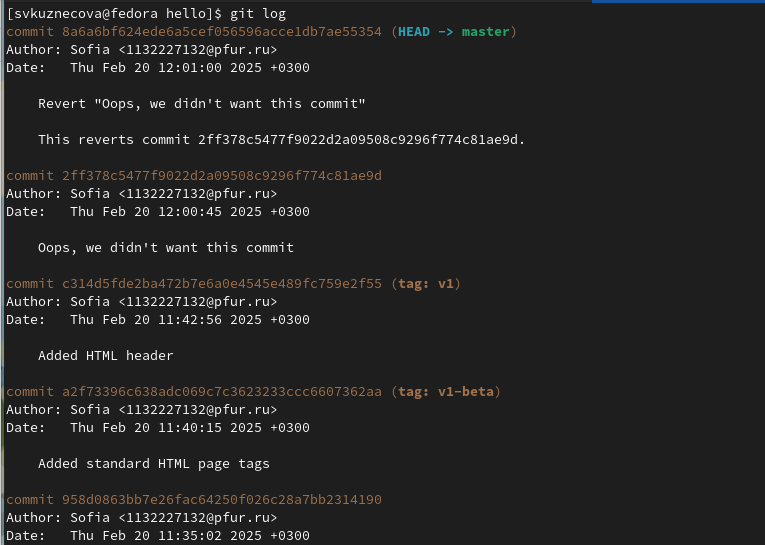 [svkuznecova@fedora hello]$ git log
commit 8a6a6bf624ede6a5cef056596acce1db7ae55354 (HEAD -> master)
Author: Sofia <1132227132@pfur.ru>
Date:   Thu Feb 20 12:01:00 2025 +0300
Revert "Oops, we didn't want this commit"
This reverts commit 2ff378c5477f9022d2a09508c9296f774c81ae9d.
commit 2ff378c5477f9022d2a09508c9296f774c81ae9d
Author: Sofia <1132227132@pfur.ru>
Date:   Thu Feb 20 12:00:45 2025 +0300
Oops, we didn't want this commit
commit c314d5fde2ba472b7e6a0e4545e489fc759e2f55 (tag: v1)
Author: Sofia <1132227132@pfur.ru>
Date:   Thu Feb 20 11:42:56 2025 +0300
Added HTML header
commit a2f73396c638adc069c7c3623233ccc6607362aa (tag: v1-beta)
Author: Sofia <1132227132@pfur.ru>
Date:   Thu Feb 20 11:40:15 2025 +0300
Added standard HTML page tags
commit 958d0863bb7e26fac64250f026c28a7bb2314190
Author: Sofia <1132227132@pfur.ru>
Date:   Thu Feb 20 11:35:02 2025 +0300